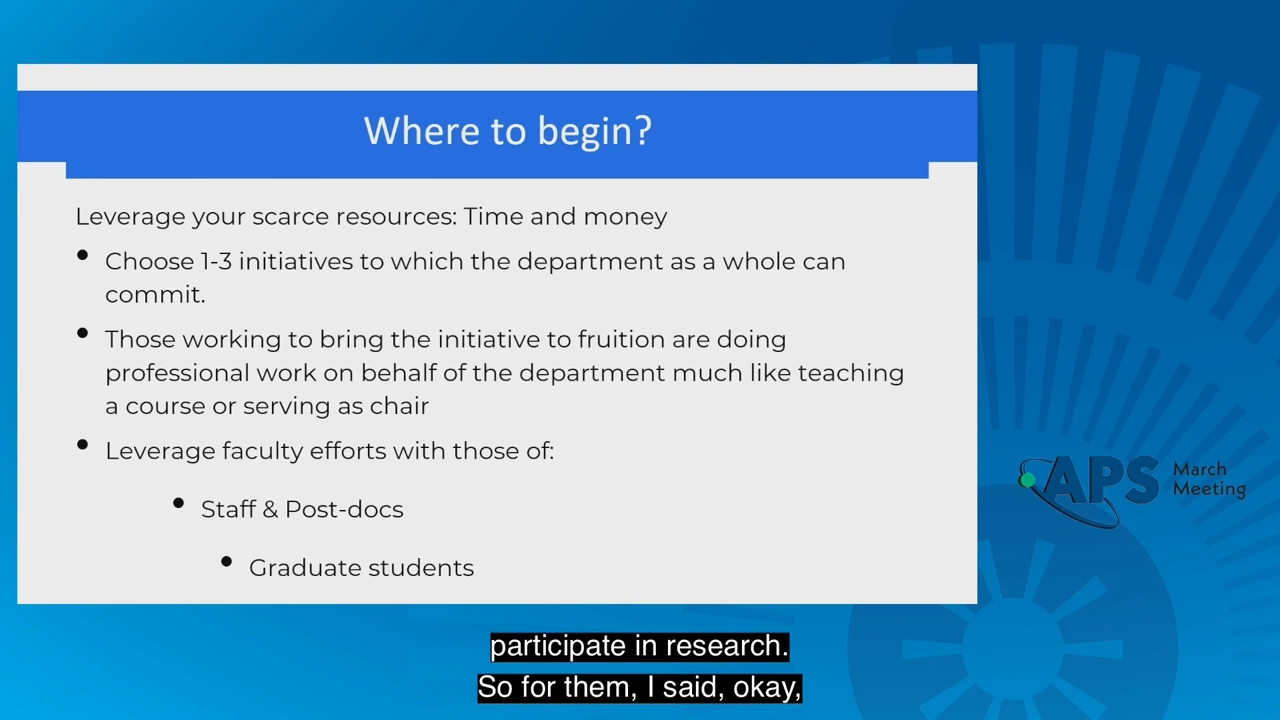 Where to begin?
Leverage your scarce resources: Time and money
• Choose 1-3 initiatives to which the department as a whole can
commit.
• Those working to bring the initiative to fruition are doing
professional work on behalf of the department much like teaching
a course or serving as chair
• Leverage faculty efforts with those of:
• Staff & Post-docs
• Graduate students
APS March
Meeting
participate in research.
So for them, I said, okay,